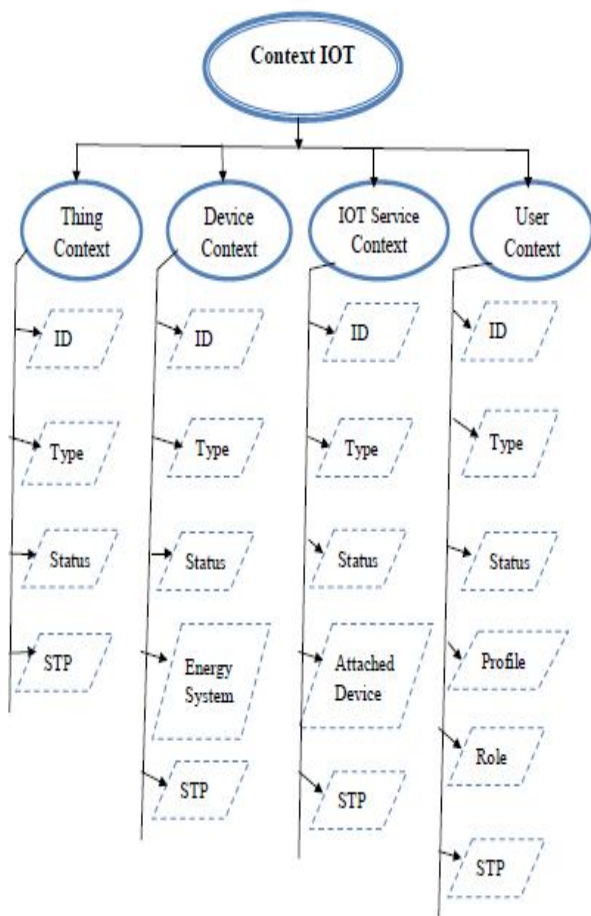 Context IOT
Thing
Context
Device
Context
IOT Service
Context
User
Context
ID
Type
Status
STP
ID
Type
Status
Energy
System
STP
ID
Type
Status
Attached
Device
STP
ID
Type
Status
Profile
Role
STP